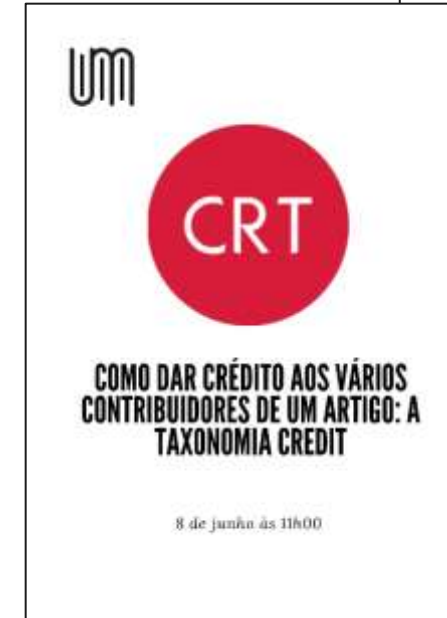 UM
CRT
COMO DAR CRÉDITO AOS VÁRIOS
CONTRIBUIDORES DE UM ARTIGO: A
TAXONOMIA CREDIT
8 de junho às 11h00